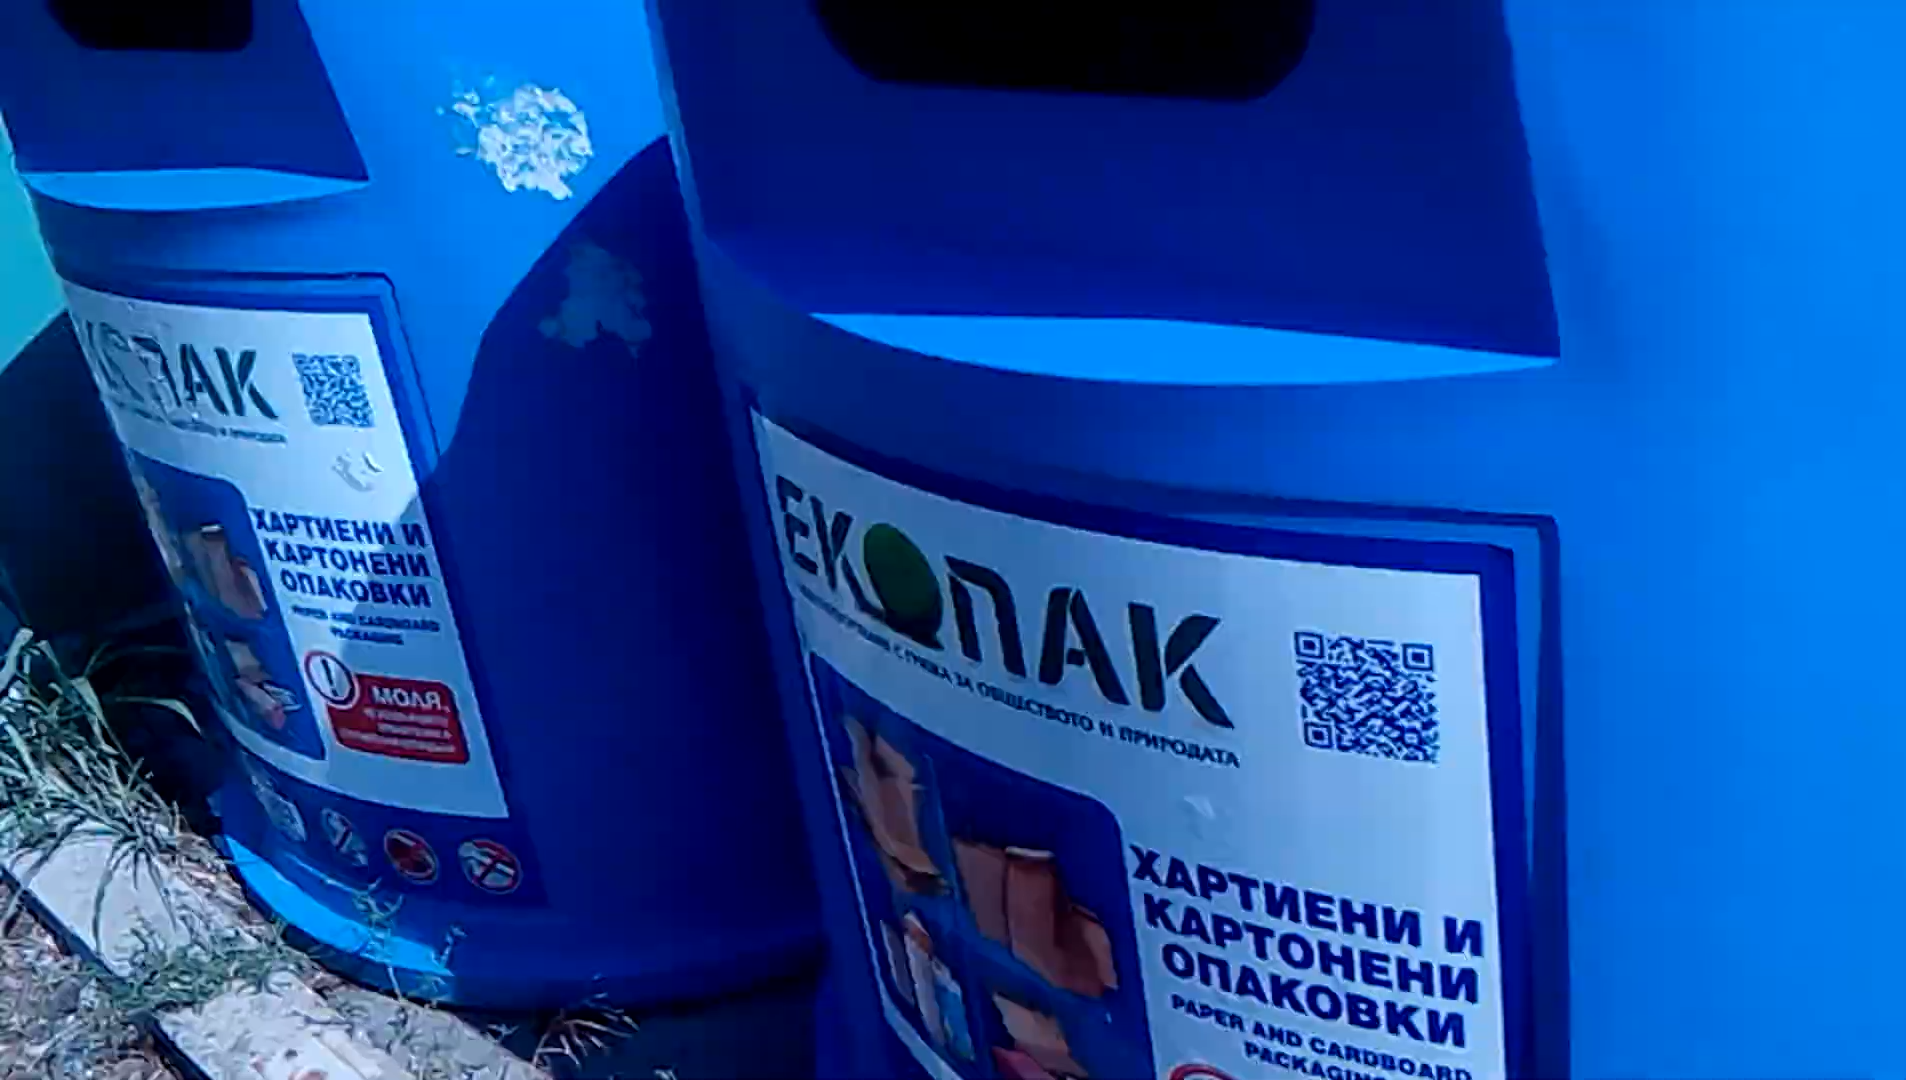 ПАК
ХАРТИЕНИ И
КАРТОНЕНИ
ОПАКОВКИ
PAPER AND CARDBOARD
PACKAGING
МОЛЯ,
ЕКОПАК
С ГРИЖА ЗА ОБЩЕСТВОТО И ПРИРОДАТА
ХАРТИЕНИ И
КАРТОНЕНИ
ОПАКОВКИ
PAPER AND CARDBOARD
PACKAGING